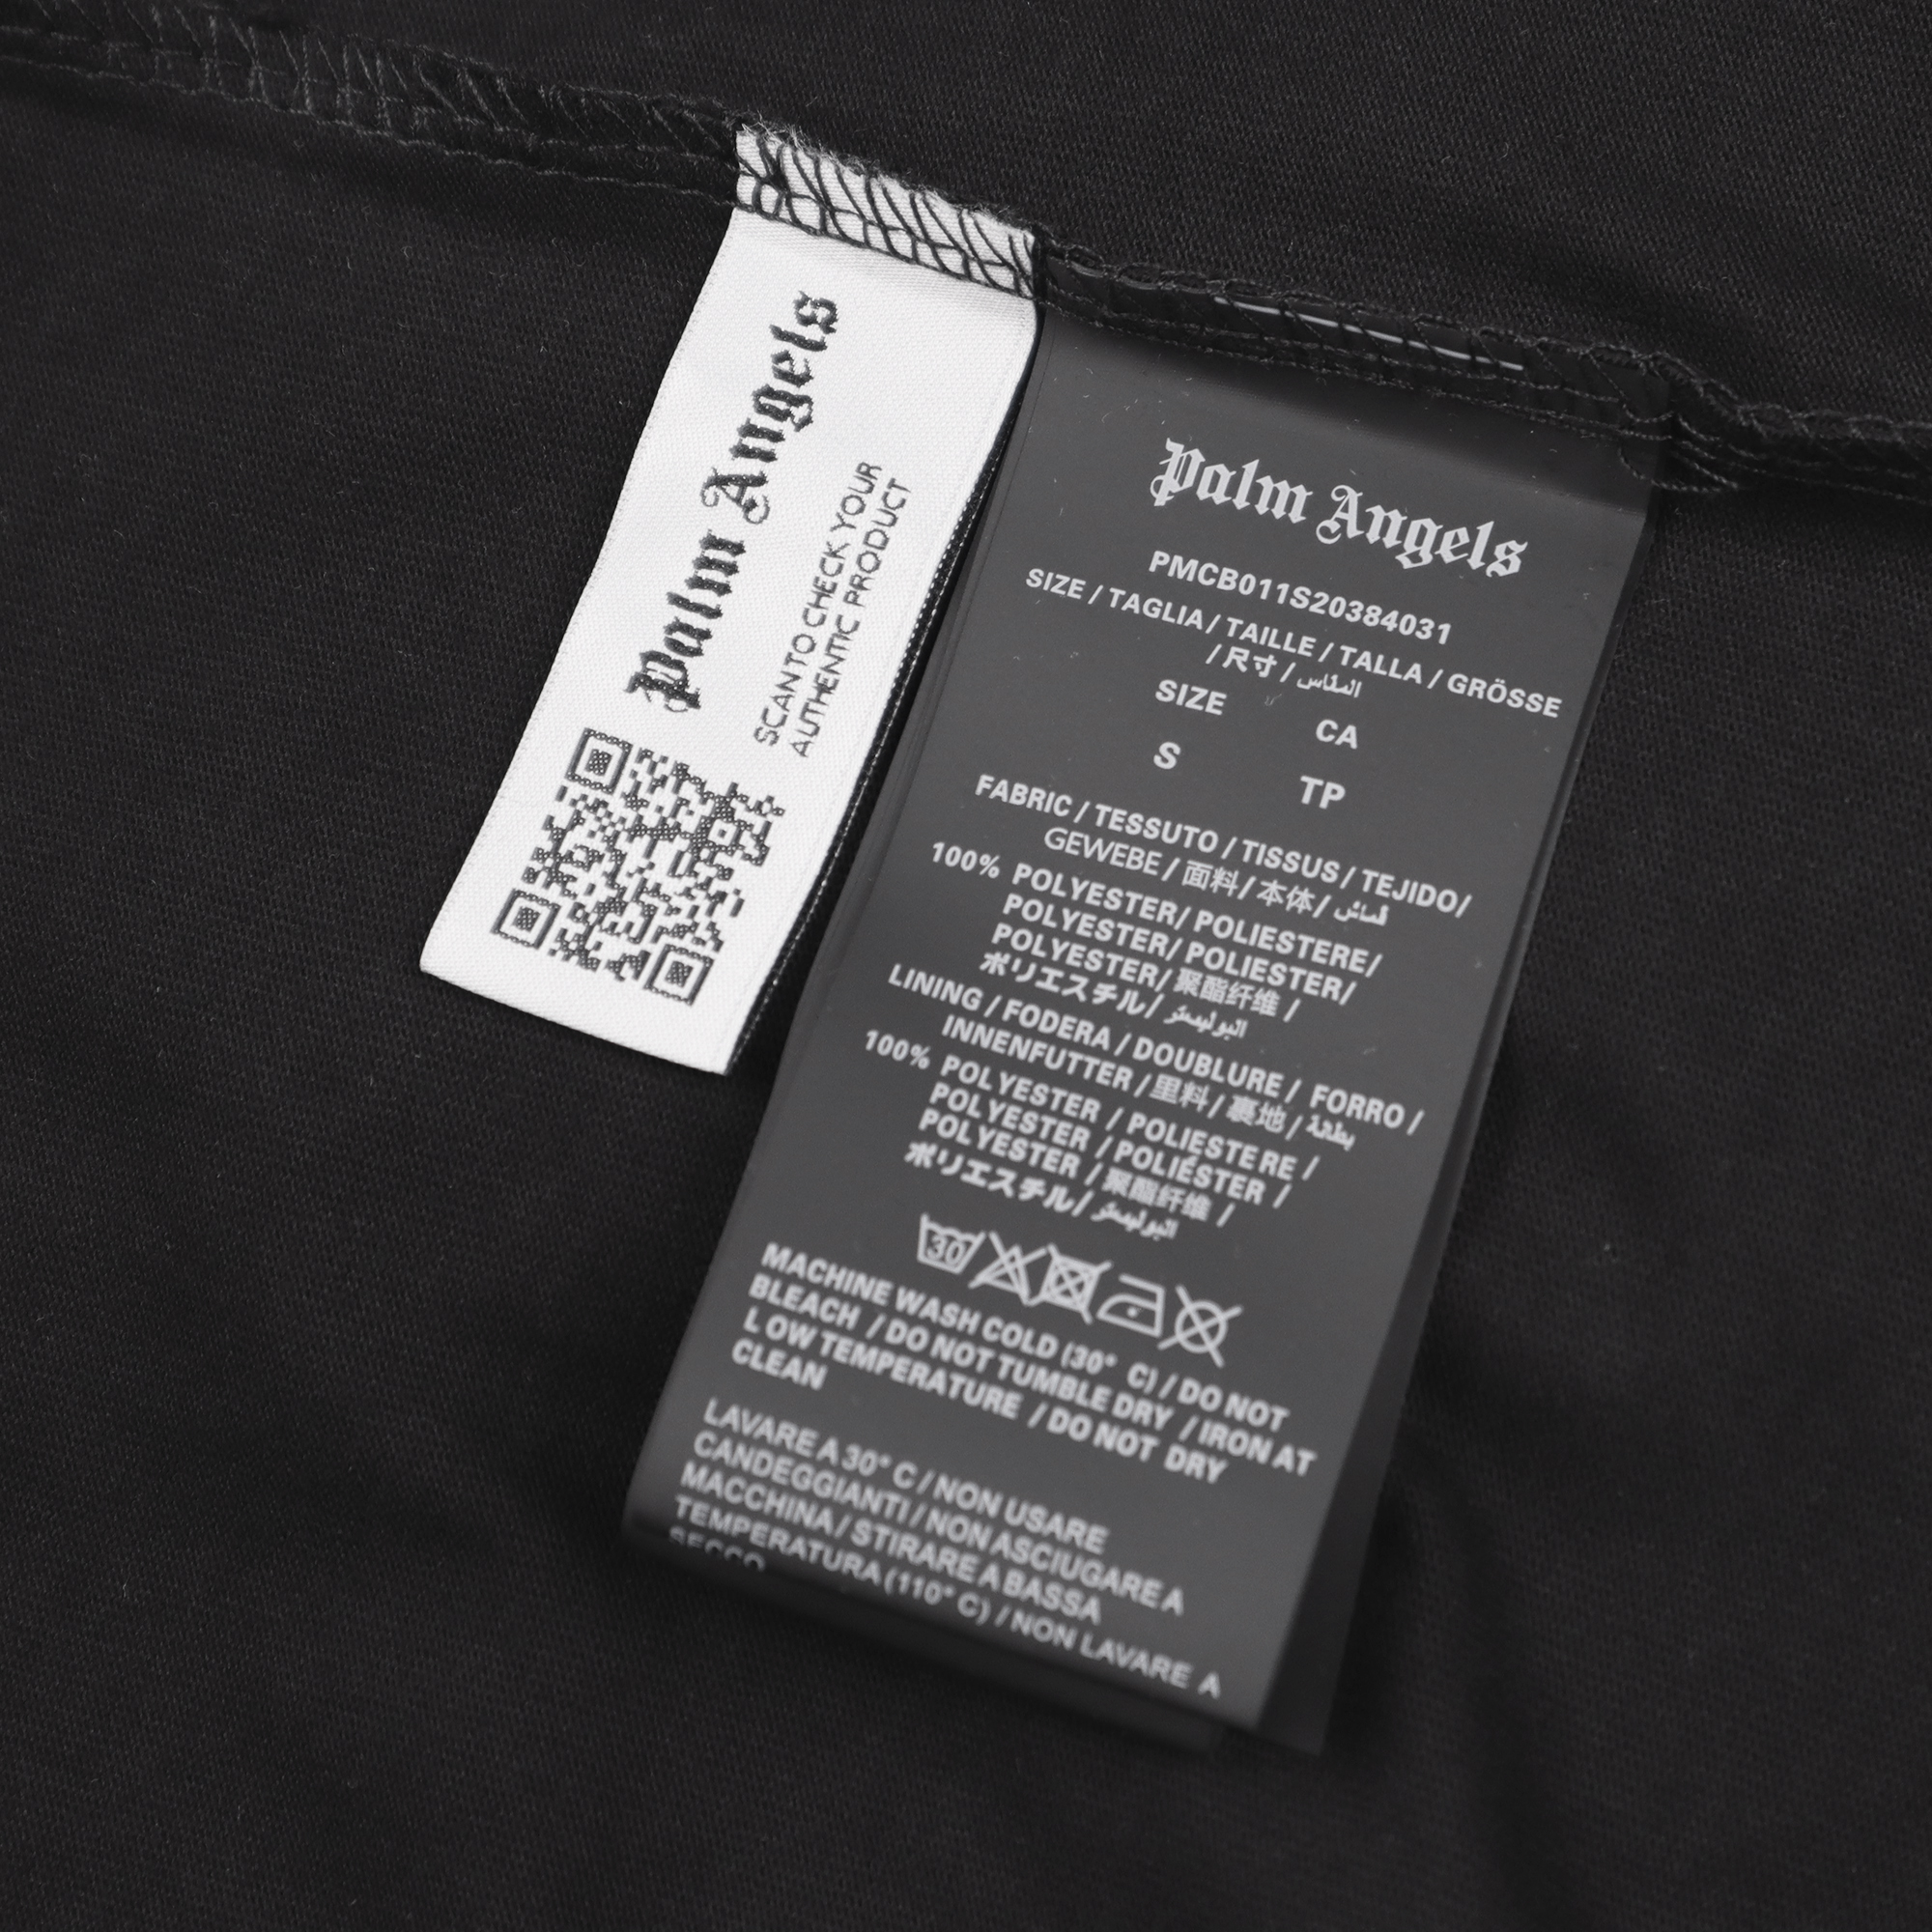 Palm Angels
SCAN TO CHECK YOUR
AUTHENTIC PRODUCT
Palm Angels
PMCB011S20384031
SIZE / TAGLIA / TAILLE / TALLA / GRÖSSE
/ 尺寸 / المقاس
SIZE CA
S TP
FABRIC / TESSUTO / TISSUS / TEJIDO/
GEWEBE / 面料 / 本体 / قماش
100% POLYESTER/ POLIESTERE/
POLYESTER/ POLIESTER/
POLYESTER/ 聚酯纤维 /
ポリエスチル/ البوليستر
LINING / FODERA / DOUBLURE / FORRO /
INNENFUTTER / 里料 / 裏地 / بطانة
100% POLYESTER / POLIESTERE /
POLYESTER / POLIÉSTER /
POLYESTER / 聚酯纤维 /
ポリエスチル/ البوليستر
30
MACHINE WASH COLD (30° C) / DO NOT
BLEACH / DO NOT TUMBLE DRY / IRON AT
LOW TEMPERATURE / DO NOT DRY
CLEAN
LAVARE A 30° C / NON USARE
CANDEGGIANTI / NON ASCIUGARE A
MACCHINA / STIRARE A BASSA
TEMPERATURA (110° C) / NON LAVARE A
SECCO